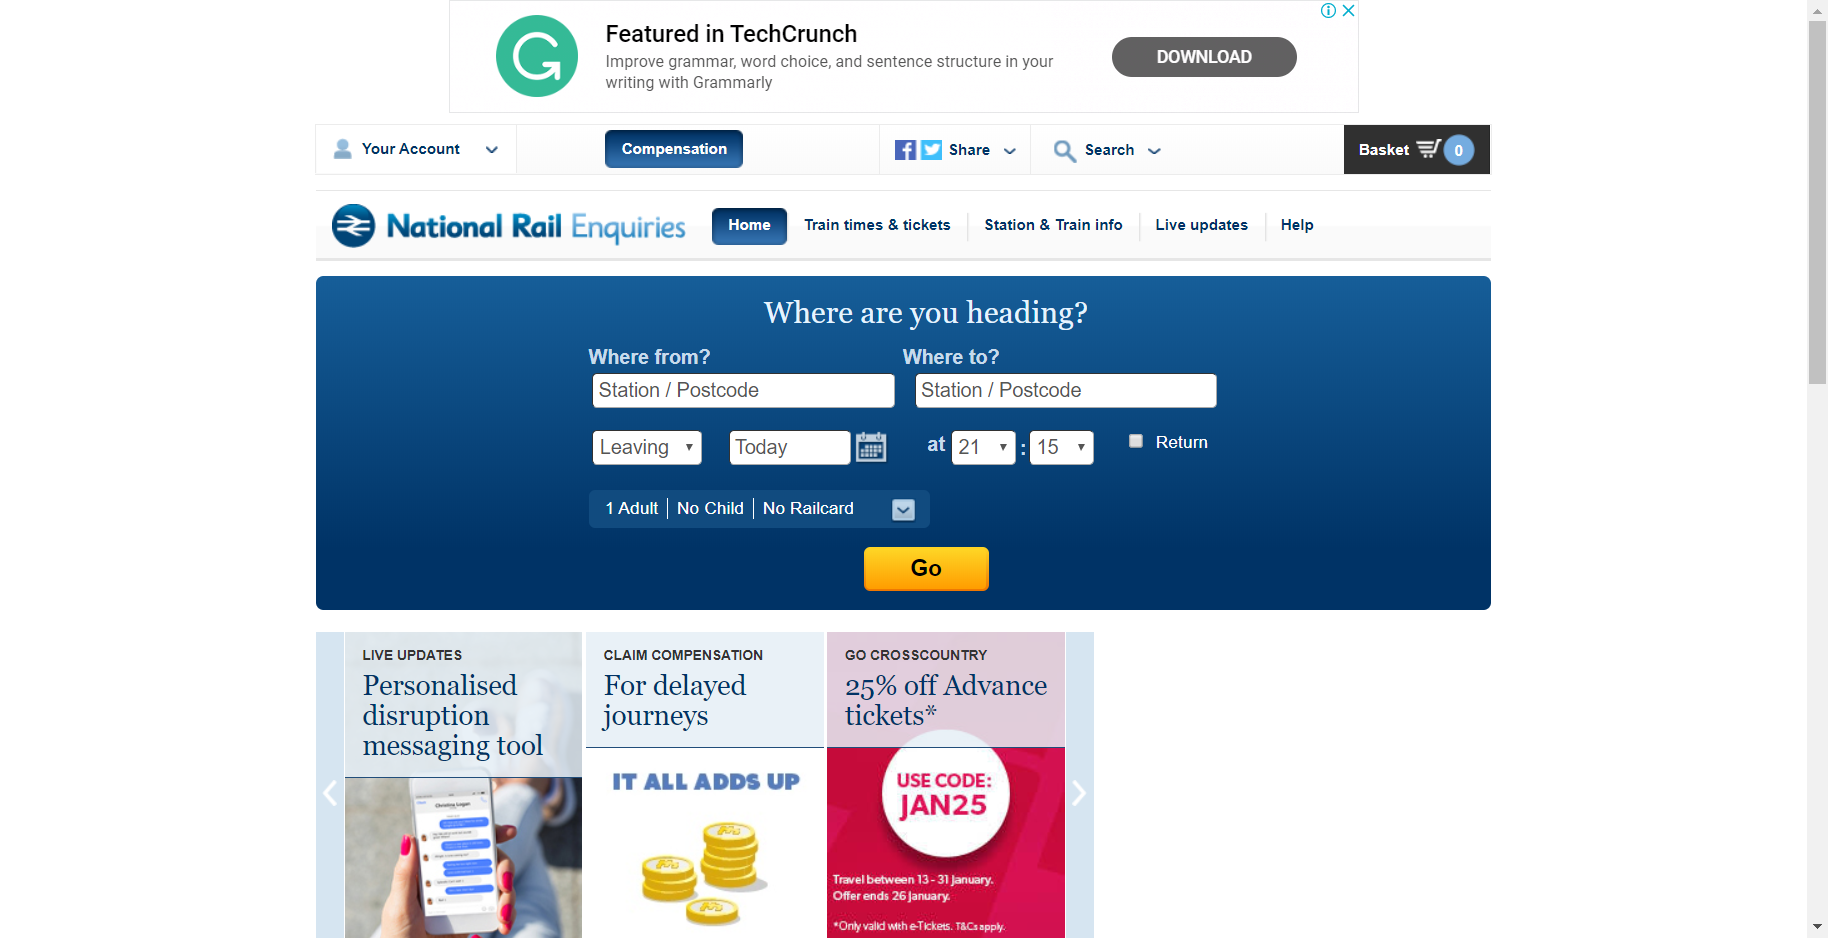 Featured in TechCrunch
Improve grammar, word choice, and sentence structure in your
writing with Grammarly
DOWNLOAD
Your Account
Compensation
Share
Search
Basket 0
National Rail Enquiries
Home
Train times & tickets
Station & Train info
Live updates
Help
Where are you heading?
Where from? Where to?
Station / Postcode Station / Postcode
Leaving Today at 21 : 15 Return
1 Adult No Child No Railcard
Go
LIVE UPDATES
Personalised
disruption
messaging tool
Christina Logan
CLAIM COMPENSATION
For delayed
journeys
IT ALL ADDS UP
GO CROSSCOUNTRY
25% off Advance
tickets*
USE CODE:
JAN25
Travel between 13 - 31 January.
Offer ends 26 January.
*Only valid with e-Tickets. T&Cs apply.